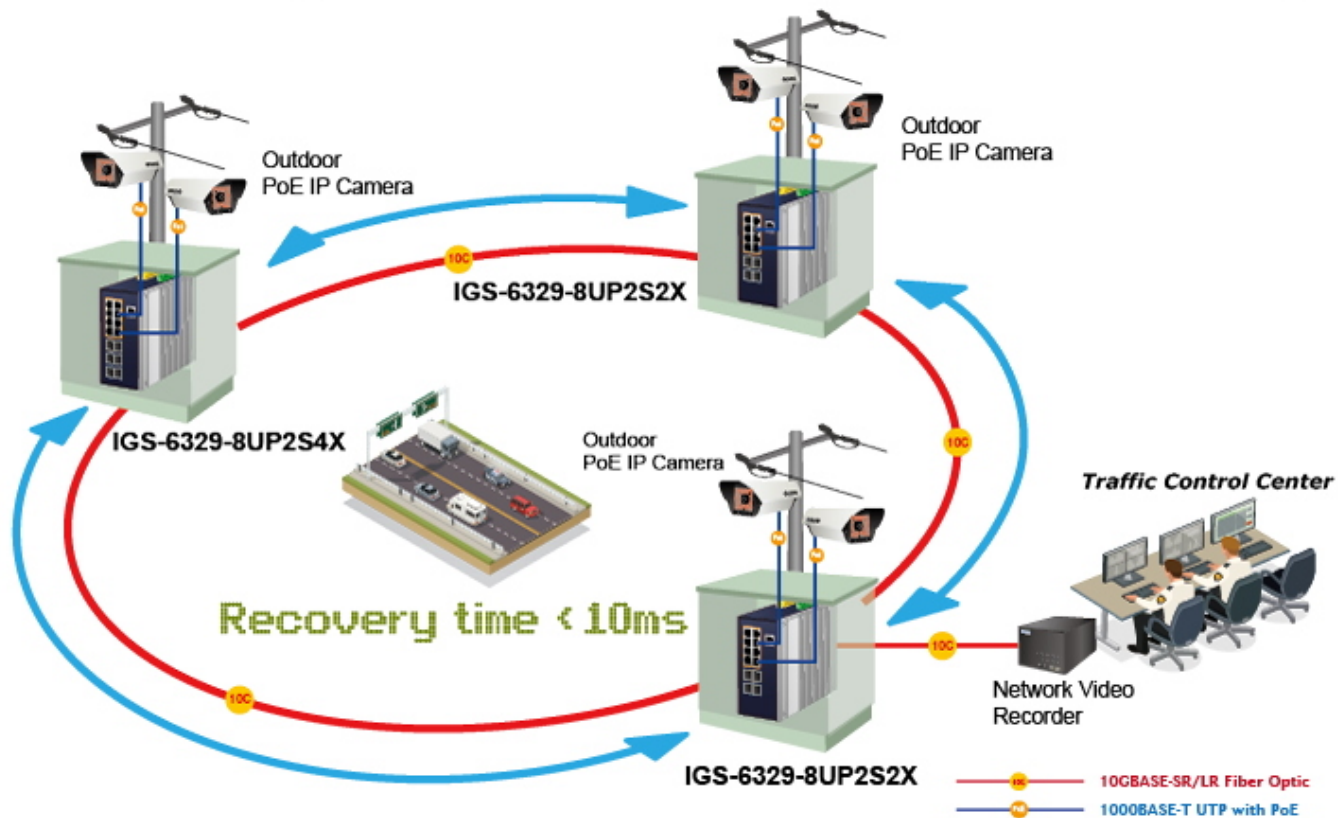 Outdoor
PoE IP Camera
Outdoor
PoE IP Camera
10G
IGS-6329-8UP2S2X
IGS-6329-8UP2S4X
Outdoor
PoE IP Camera
10G
Traffic Control Center
Recovery time < 10ms
10G
Network Video
Recorder
10G
IGS-6329-8UP2S2X
10G 10GBASE-SR/LR Fiber Optic
PoE 1000BASE-T UTP with PoE